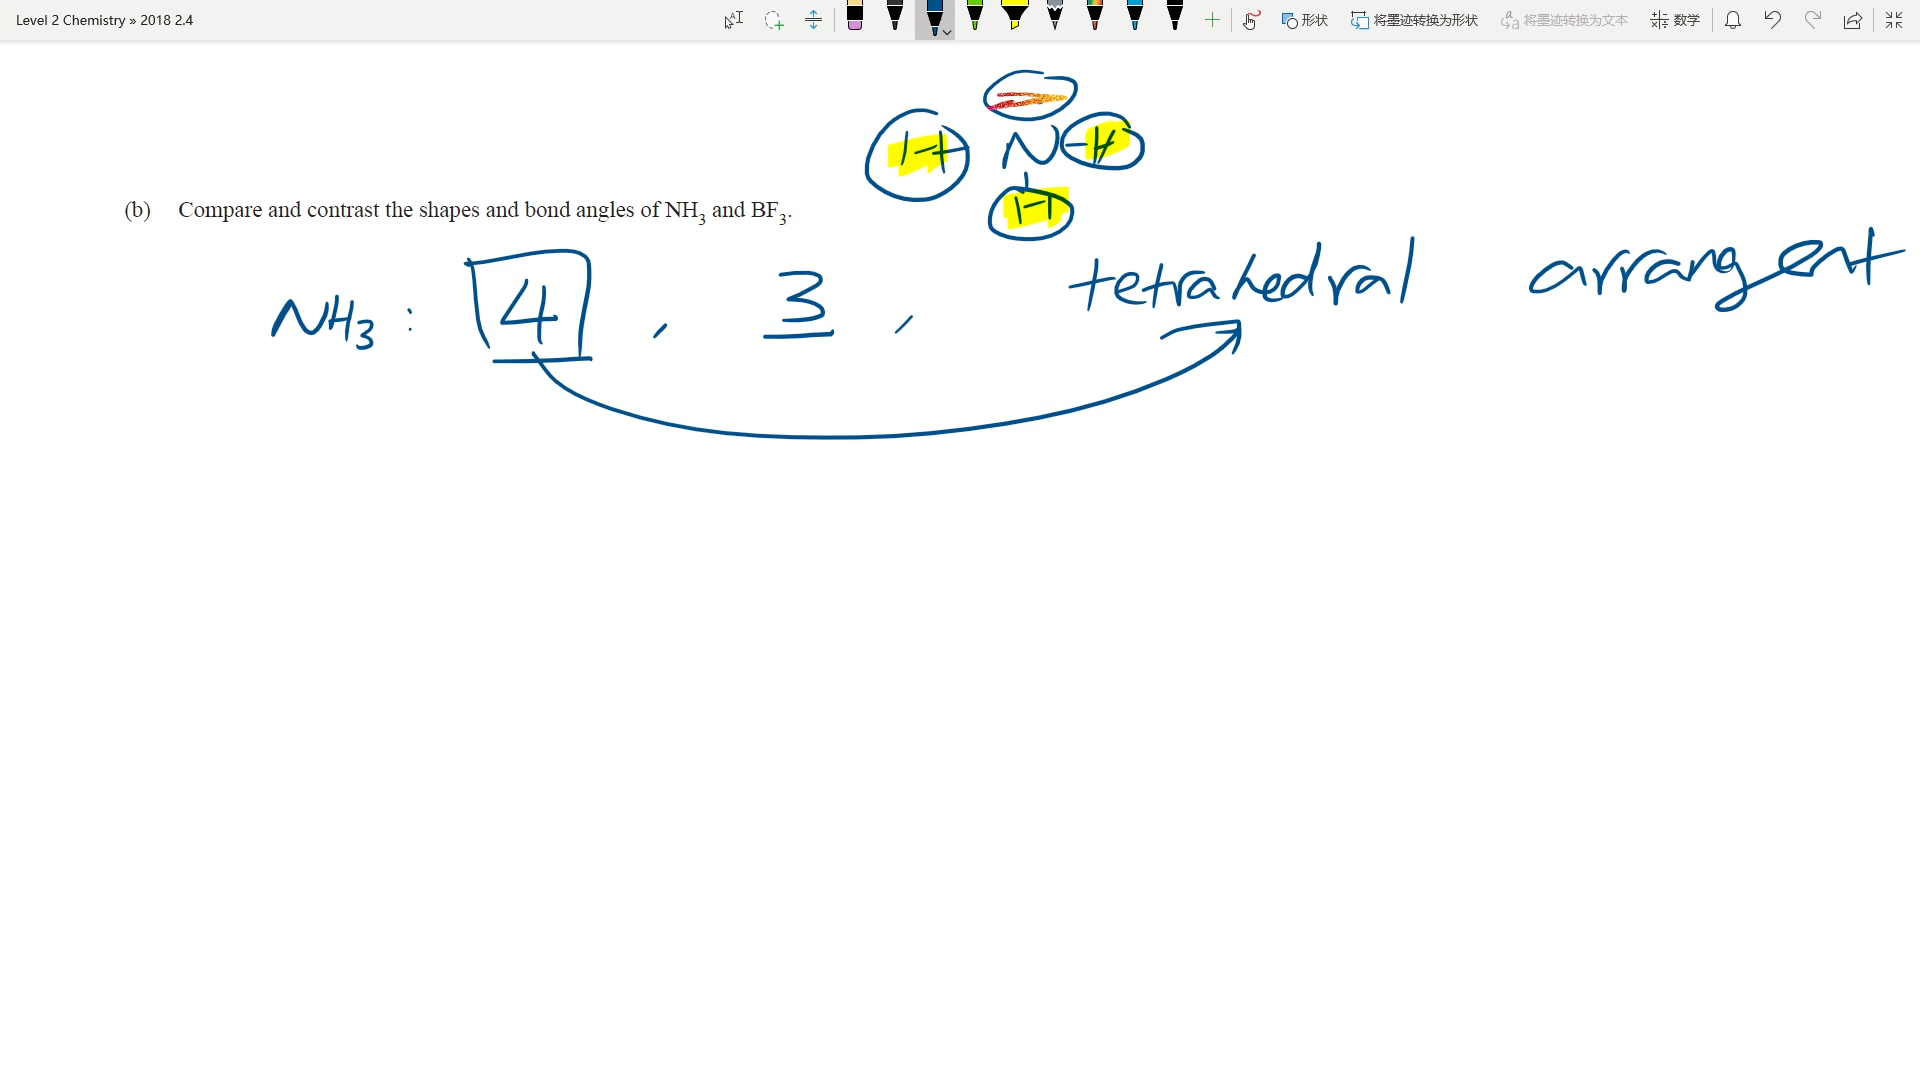 Level 2 Chemistry » 2018 2.4
形状
将墨迹转换为形状
将墨迹转换为文本
数学
H N-H
H
(b) Compare and contrast the shapes and bond angles of NH₃ and BF₃.
NH₃ : 4 , 3 , tetrahedral arrangent